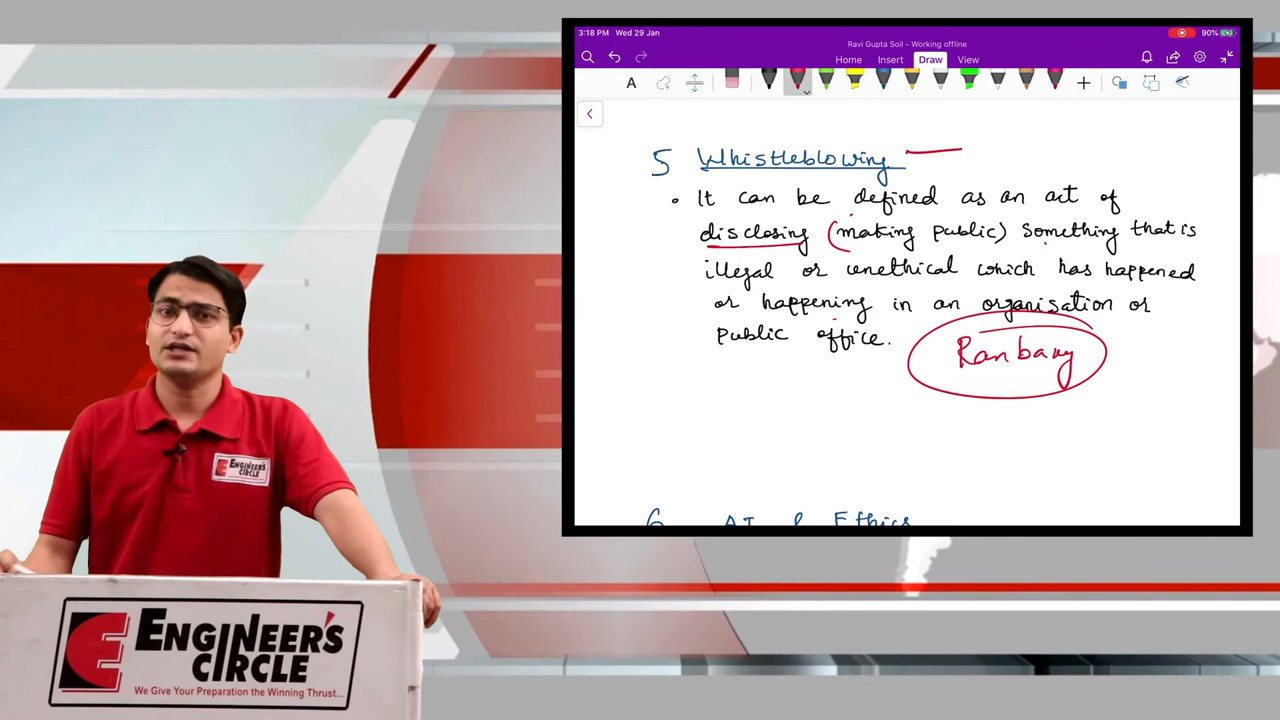 3:18 PM Wed 29 Jan
90%
Ravi Gupta Soil – Working offline
Home Insert Draw View
A
5 Whistleblowing
• It can be defined as an act of
disclosing (making public) something that is
illegal or unethical which has happened
or happening in an organisation or
public office.
Ranbaxy
6 AI & Ethics
ENGINEER'S
CIRCLE
ENGINEER'S
CIRCLE
We Give Your Preparation the Winning Thrust...